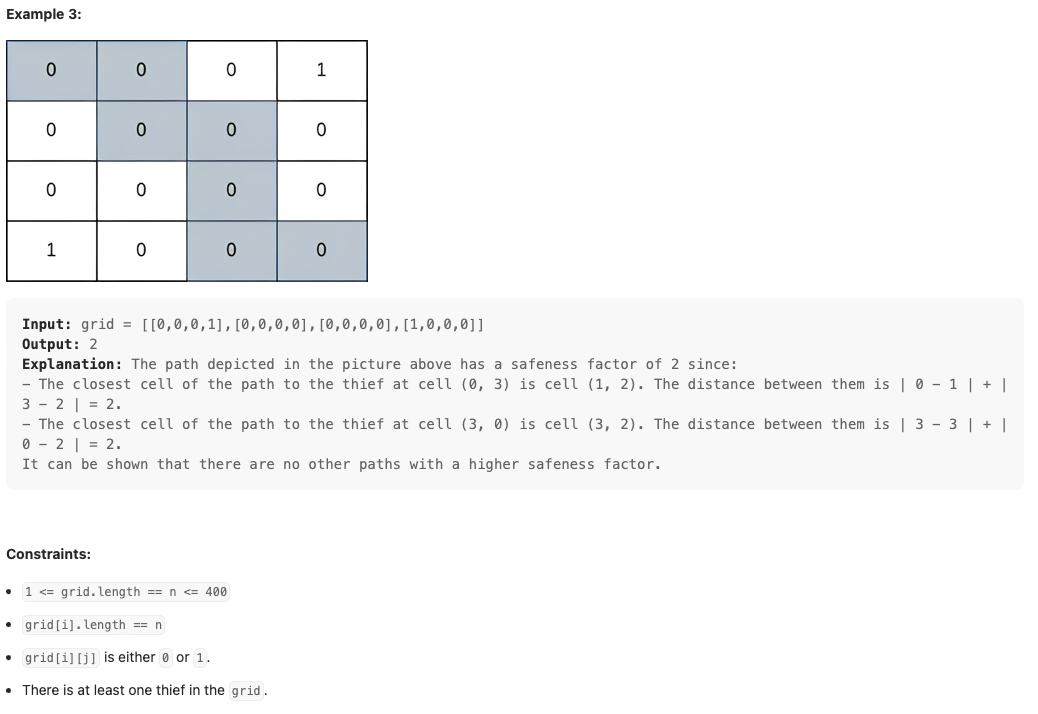 Example 3:
0 0 0 1
0 0 0 0
0 0 0 0
1 0 0 0
Input: grid = [[0,0,0,1],[0,0,0,0],[0,0,0,0],[1,0,0,0]]
Output: 2
Explanation: The path depicted in the picture above has a safeness factor of 2 since:
- The closest cell of the path to the thief at cell (0, 3) is cell (1, 2). The distance between them is | 0 - 1 | + |
3 - 2 | = 2.
- The closest cell of the path to the thief at cell (3, 0) is cell (3, 2). The distance between them is | 3 - 3 | + |
0 - 2 | = 2.
It can be shown that there are no other paths with a higher safeness factor.
Constraints:
• 1 <= grid.length == n <= 400
• grid[i].length == n
• grid[i][j] is either 0 or 1.
• There is at least one thief in the grid.